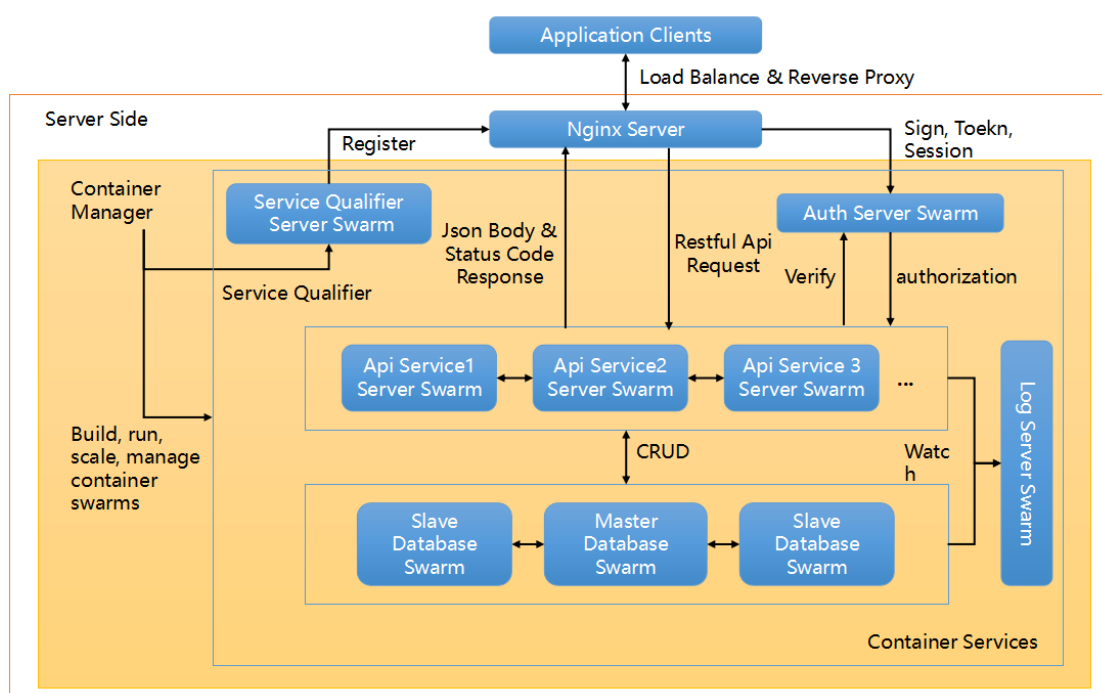 Application Clients
Load Balance & Reverse Proxy
Server Side
Nginx Server
Register
Sign, Toekn,
Session
Container
Manager
Service Qualifier
Server Swarm
Auth Server Swarm
Json Body &
Status Code
Response
Restful Api
Request
Verify
authorization
Service Qualifier
Api Service1
Server Swarm
Api Service2
Server Swarm
Api Service 3
Server Swarm
...
Log Server Swarm
Build, run,
scale, manage
container
swarms
CRUD
Watc
h
Slave
Database
Swarm
Master
Database
Swarm
Slave
Database
Swarm
Container Services